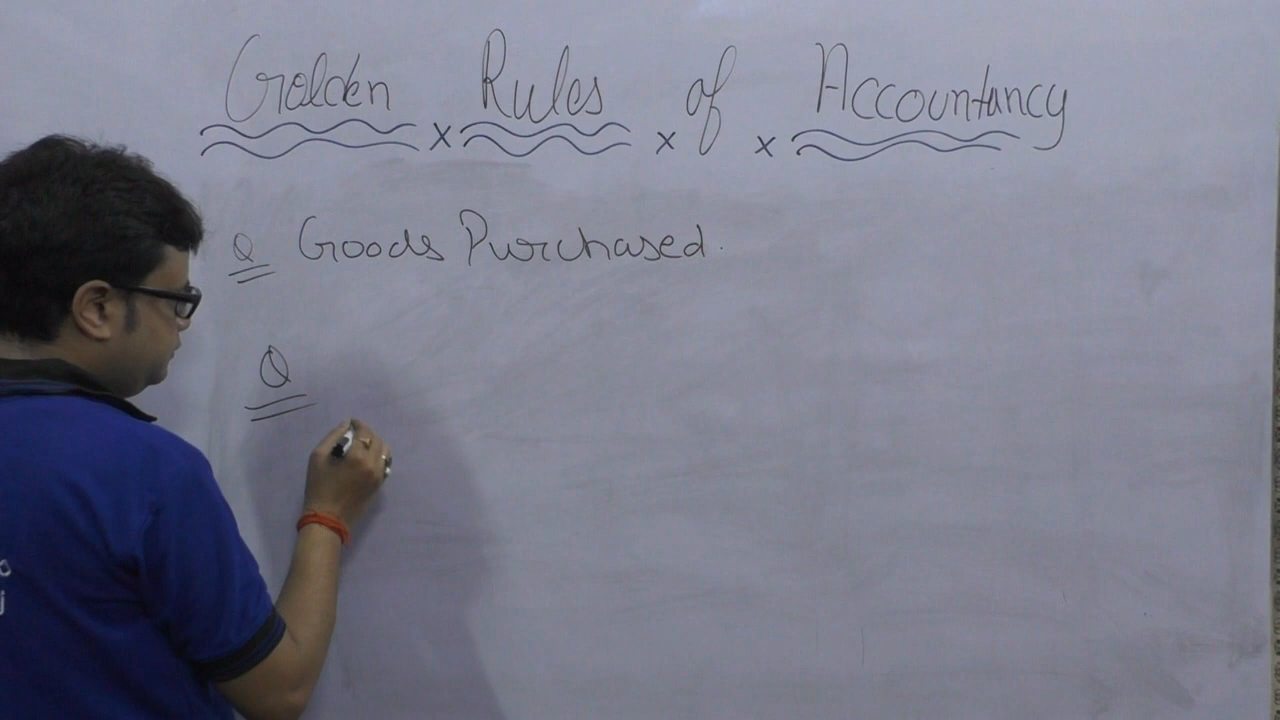 Golden x Rules x of x Accountancy
Q Goods Purchased.
Q